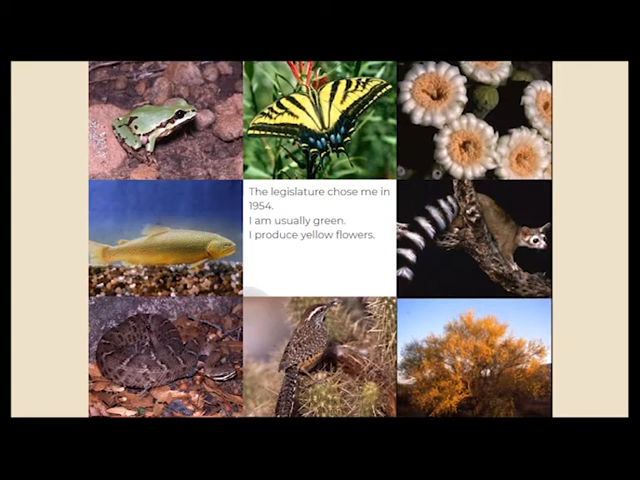 The legislature chose me in
1954.
I am usually green.
I produce yellow flowers.